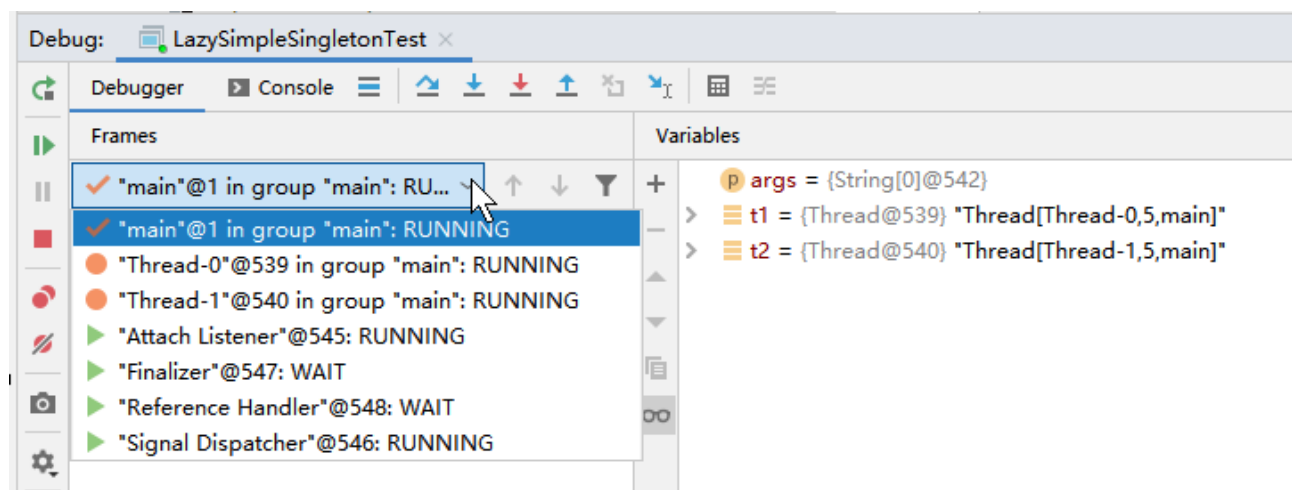 Debug: LazySimpleSingletonTest
Debugger Console
Frames
Variables
"main"@1 in group "main": RU...
"main"@1 in group "main": RUNNING
"Thread-0"@539 in group "main": RUNNING
"Thread-1"@540 in group "main": RUNNING
"Attach Listener"@545: RUNNING
"Finalizer"@547: WAIT
"Reference Handler"@548: WAIT
"Signal Dispatcher"@546: RUNNING
p args = {String[0]@542}
t1 = {Thread@539} "Thread[Thread-0,5,main]"
t2 = {Thread@540} "Thread[Thread-1,5,main]"